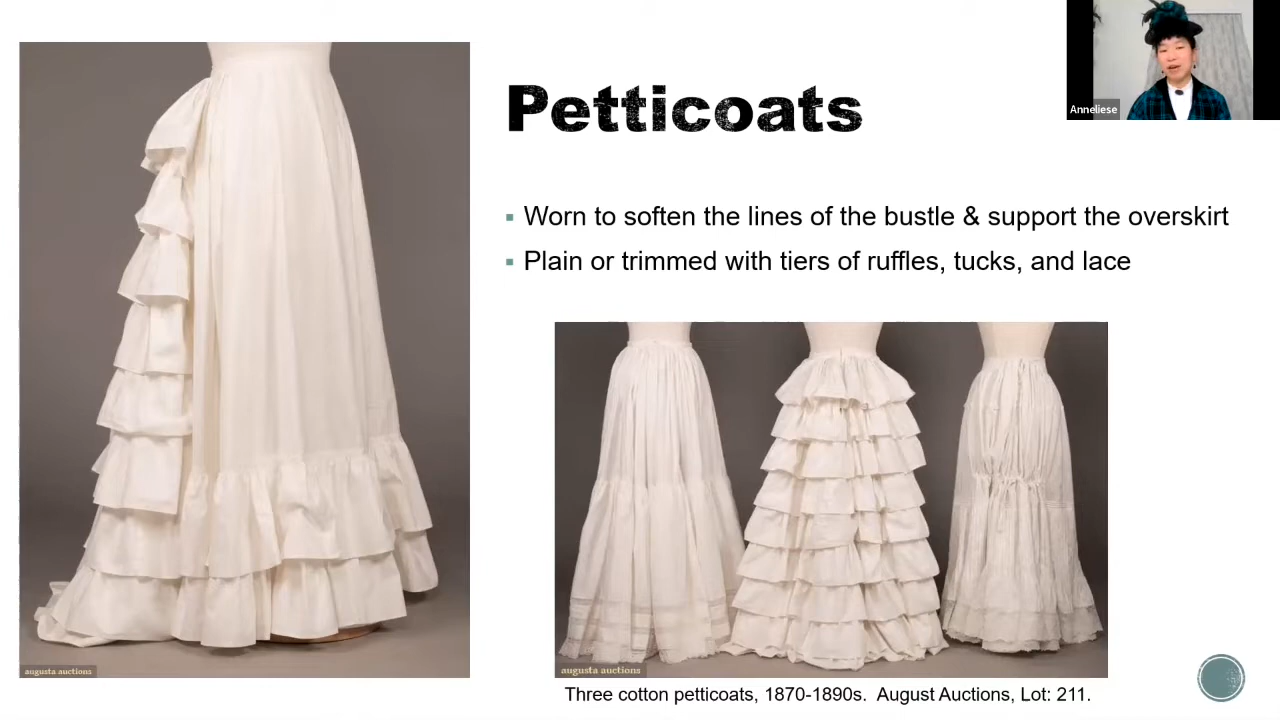 Petticoats
Anneliese
Worn to soften the lines of the bustle & support the overskirt
Plain or trimmed with tiers of ruffles, tucks, and lace
augusta auctions
augusta auctions
Three cotton petticoats, 1870-1890s. August Auctions, Lot: 211.